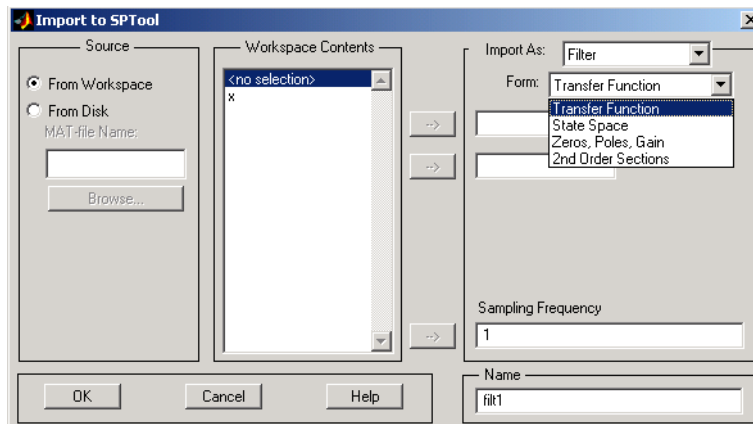 Import to SPTool
Source
From Workspace
From Disk
MAT-file Name:
Browse...
Workspace Contents
<no selection>
x
-->
-->
-->
Import As:
Filter
Form:
Transfer Function
Transfer Function
State Space
Zeros, Poles, Gain
2nd Order Sections
Sampling Frequency
1
OK
Cancel
Help
Name
filt1